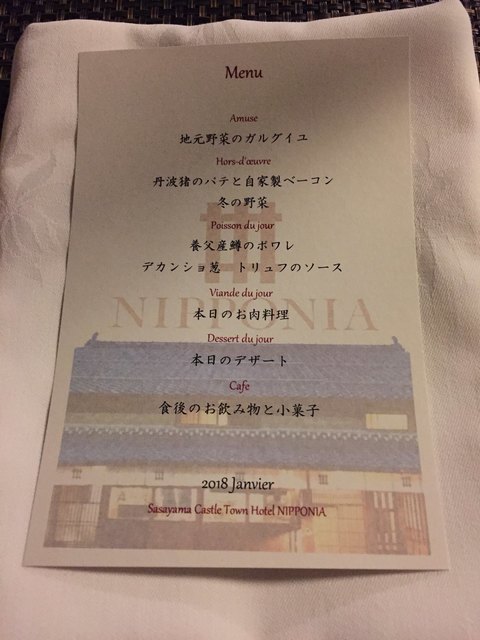 Menu
Amuse
地元野菜のガルグイユ
Hors-d'œuvre
丹波猪のパテと自家製ベーコン
冬の野菜
Poisson du jour
養父産鱒のポワレ
デカンショ葱　トリュフのソース
Viande du jour
NIPPONIA
本日のお肉料理
Dessert du jour
本日のデザート
Cafe
食後のお飲み物と小菓子
2018 Janvier
Sasayama Castle Town Hotel NIPPONIA